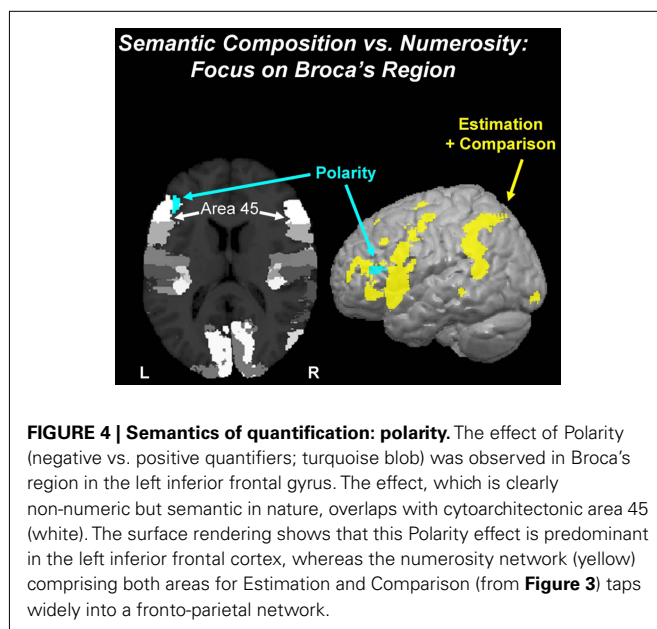 Semantic Composition vs. Numerosity:
Focus on Broca's Region
Estimation
+ Comparison
Polarity
Area 45
L
R
FIGURE 4 | Semantics of quantification: polarity. The effect of Polarity
(negative vs. positive quantifiers; turquoise blob) was observed in Broca's
region in the left inferior frontal gyrus. The effect, which is clearly
non-numeric but semantic in nature, overlaps with cytoarchitectonic area 45
(white). The surface rendering shows that this Polarity effect is predominant
in the left inferior frontal cortex, whereas the numerosity network (yellow)
comprising both areas for Estimation and Comparison (from Figure 3) taps
widely into a fronto-parietal network.